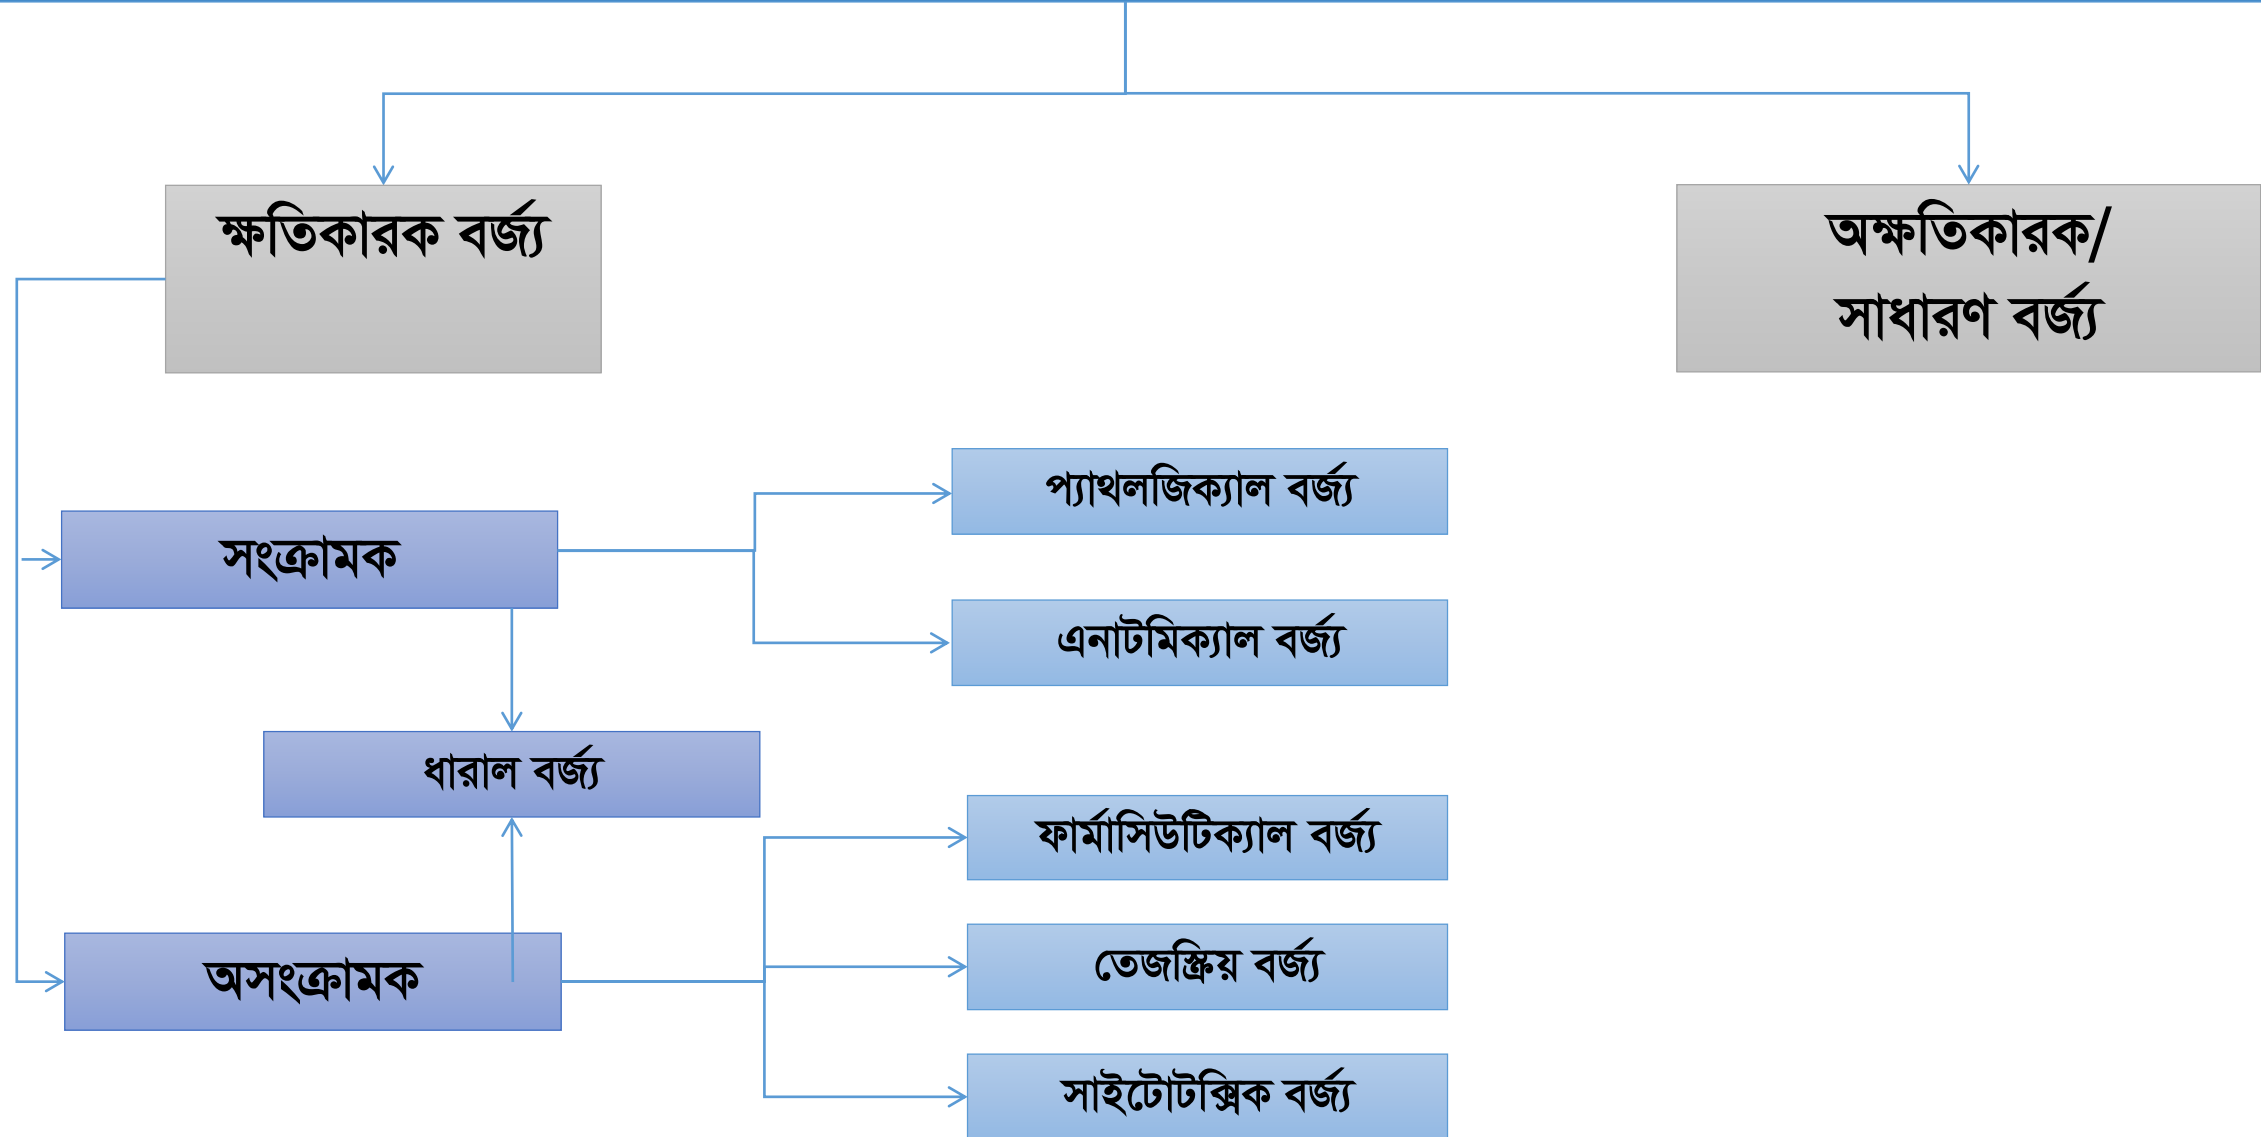 ক্ষতিকারক বর্জ্য
অক্ষতিকারক/
সাধারণ বর্জ্য
প্যাথলজিক্যাল বর্জ্য
সংক্রামক
এনাটমিক্যাল বর্জ্য
ধারাল বর্জ্য
ফার্মাসিউটিক্যাল বর্জ্য
তেজস্ক্রিয় বর্জ্য
অসংক্রামক
সাইটোটক্সিক বর্জ্য